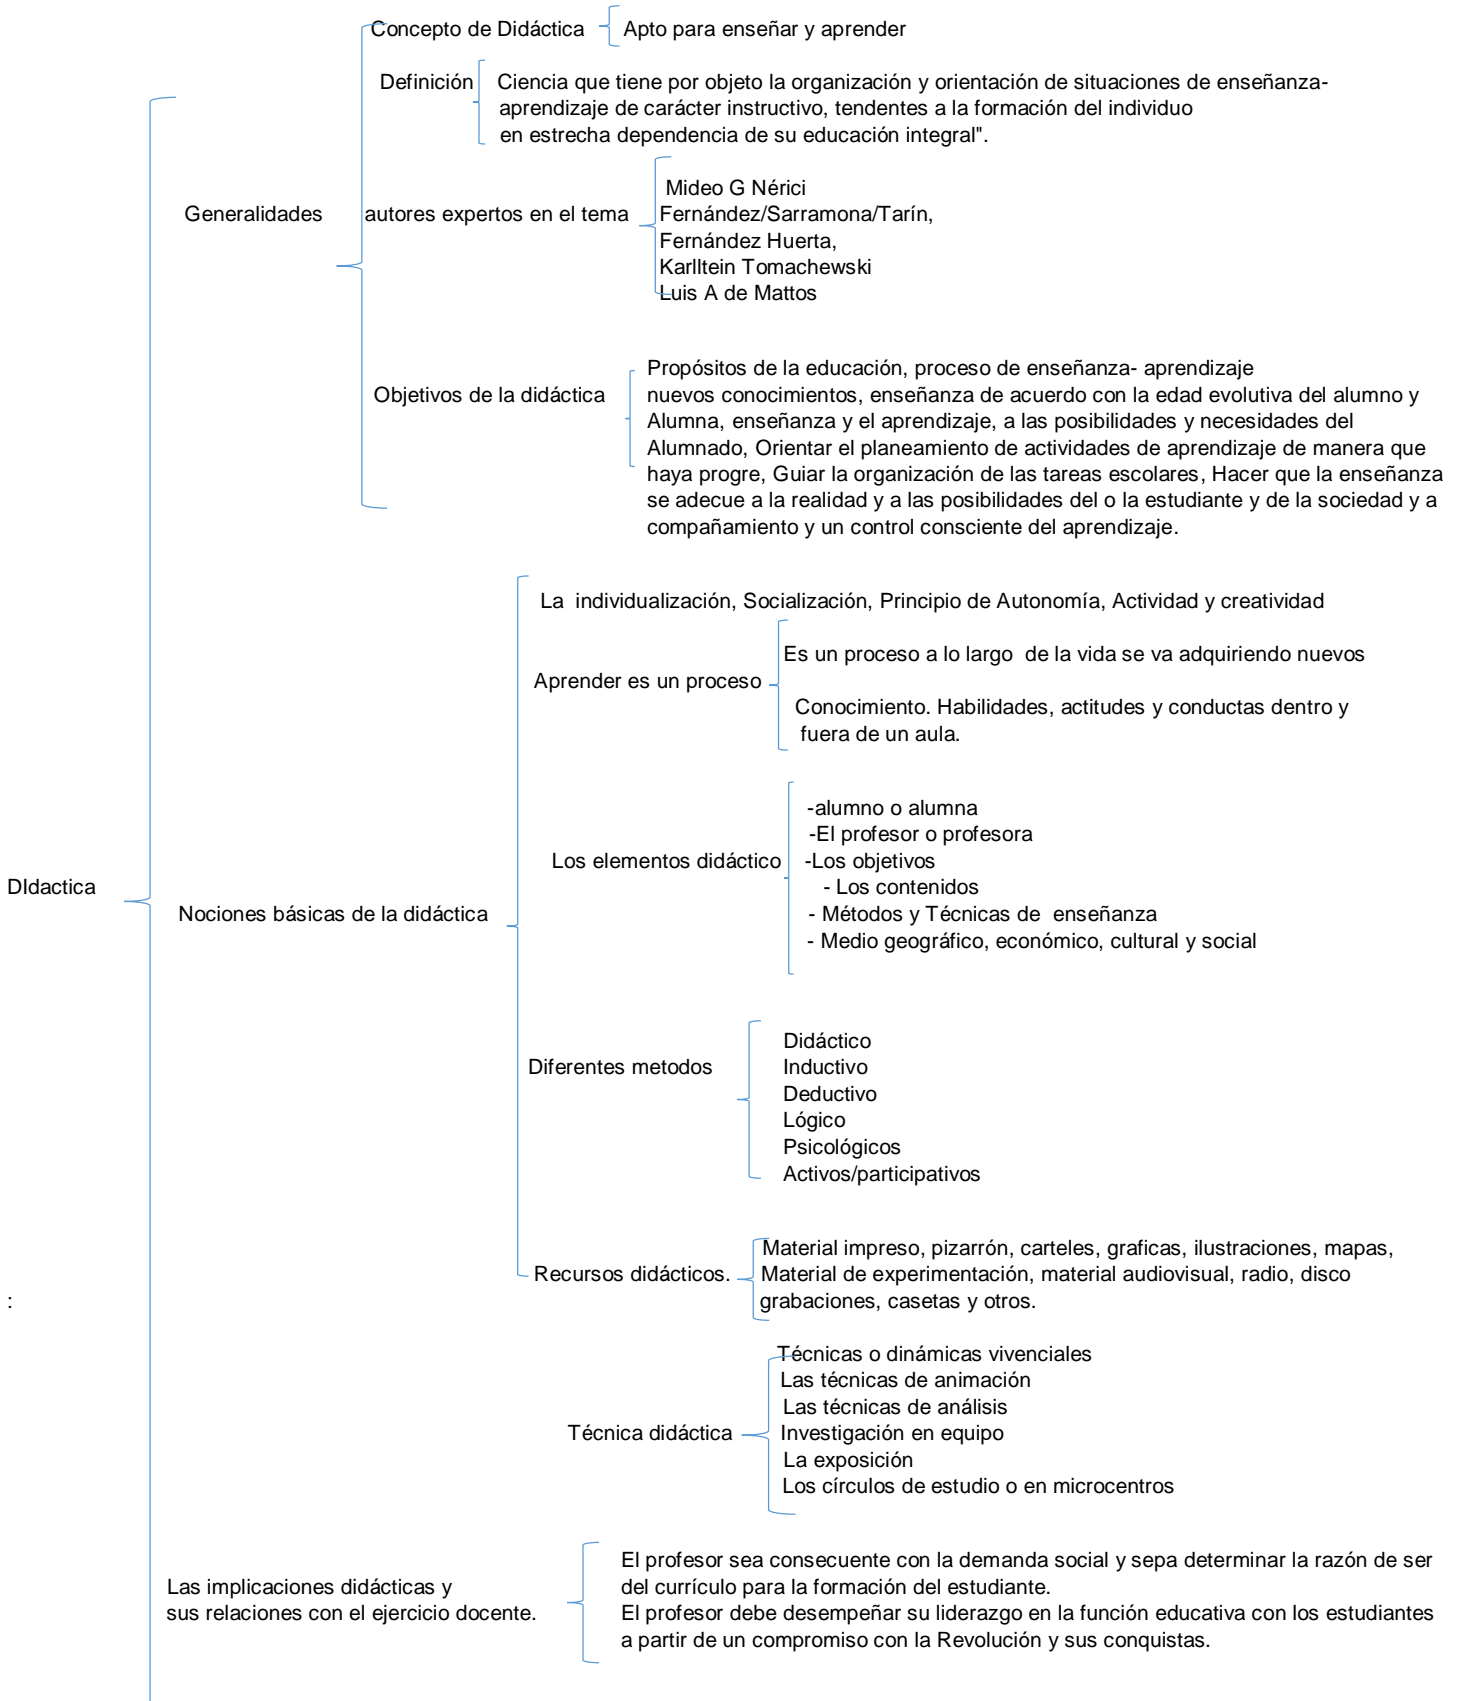 Concepto de Didáctica
Apto para enseñar y aprender
Definición
Ciencia que tiene por objeto la organización y orientación de situaciones de enseñanza-
aprendizaje de carácter instructivo, tendentes a la formación del individuo
en estrecha dependencia de su educación integral".
Generalidades
autores expertos en el tema
Mideo G Nérici
Fernández/Sarramona/Tarín,
Fernández Huerta,
Karlltein Tomachewski
Luis A de Mattos
Objetivos de la didáctica
Propósitos de la educación, proceso de enseñanza- aprendizaje
nuevos conocimientos, enseñanza de acuerdo con la edad evolutiva del alumno y
Alumna, enseñanza y el aprendizaje, a las posibilidades y necesidades del
Alumnado, Orientar el planeamiento de actividades de aprendizaje de manera que
haya progre, Guiar la organización de las tareas escolares, Hacer que la enseñanza
se adecue a la realidad y a las posibilidades del o la estudiante y de la sociedad y a
compañamiento y un control consciente del aprendizaje.
La  individualización, Socialización, Principio de Autonomía, Actividad y creatividad
Aprender es un proceso
Es un proceso a lo largo  de la vida se va adquiriendo nuevos
Conocimiento. Habilidades, actitudes y conductas dentro y
fuera de un aula.
Los elementos didáctico
-alumno o alumna
-El profesor o profesora
-Los objetivos
- Los contenidos
- Métodos y Técnicas de  enseñanza
- Medio geográfico, económico, cultural y social
DIdactica
Nociones básicas de la didáctica
Diferentes metodos
Didáctico
Inductivo
Deductivo
Lógico
Psicológicos
Activos/participativos
Recursos didácticos.
Material impreso, pizarrón, carteles, graficas, ilustraciones, mapas,
Material de experimentación, material audiovisual, radio, disco
grabaciones, casetas y otros.
:
Técnica didáctica
Técnicas o dinámicas vivenciales
Las técnicas de animación
Las técnicas de análisis
Investigación en equipo
La exposición
Los círculos de estudio o en microcentros
Las implicaciones didácticas y
sus relaciones con el ejercicio docente.
El profesor sea consecuente con la demanda social y sepa determinar la razón de ser
del currículo para la formación del estudiante.
El profesor debe desempeñar su liderazgo en la función educativa con los estudiantes
a partir de un compromiso con la Revolución y sus conquistas.